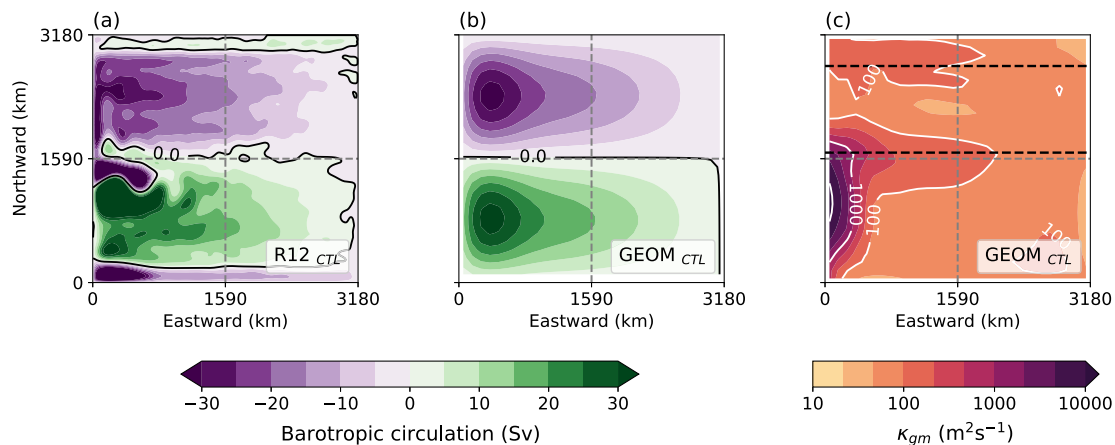 (a)
(b)
(c)
Northward (km)
3180
1590
0
0.0
R12 CTL
0
1590
3180
Eastward (km)
0.0
GEOM CTL
0
1590
3180
Eastward (km)
100
1000
100
100
GEOM CTL
0
1590
3180
Eastward (km)
−30
−20
−10
0
10
20
30
Barotropic circulation (Sv)
10
100
1000
10000
κgm (m²s⁻¹)